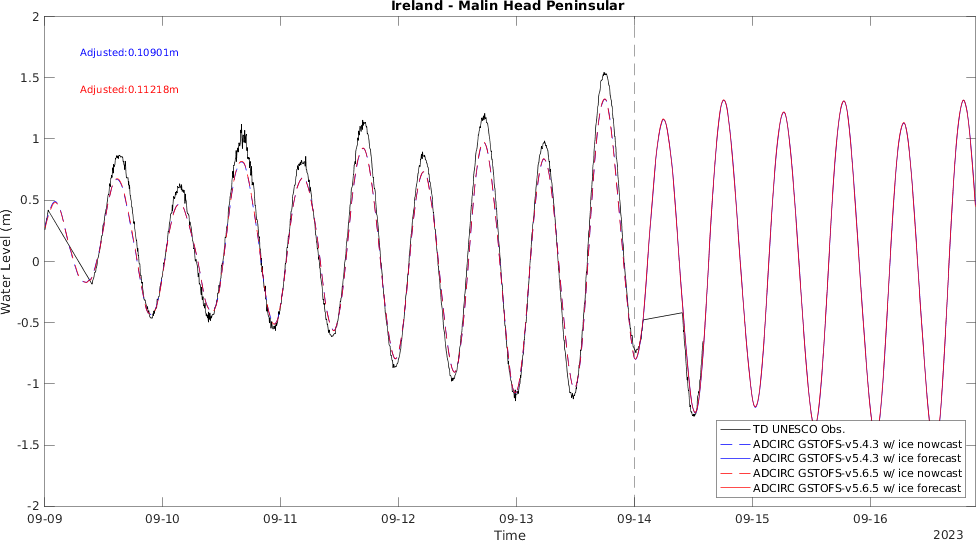 Ireland - Malin Head Peninsular
Adjusted:0.10901m
Adjusted:0.11218m
Water Level (m)
2
1.5
1
0.5
0
-0.5
-1
-1.5
-2
TD UNESCO Obs.
ADCIRC GSTOFS-v5.4.3 w/ ice nowcast
ADCIRC GSTOFS-v5.4.3 w/ ice forecast
ADCIRC GSTOFS-v5.6.5 w/ ice nowcast
ADCIRC GSTOFS-v5.6.5 w/ ice forecast
09-09 09-10 09-11 09-12 09-13 09-14 09-15 09-16
Time
2023